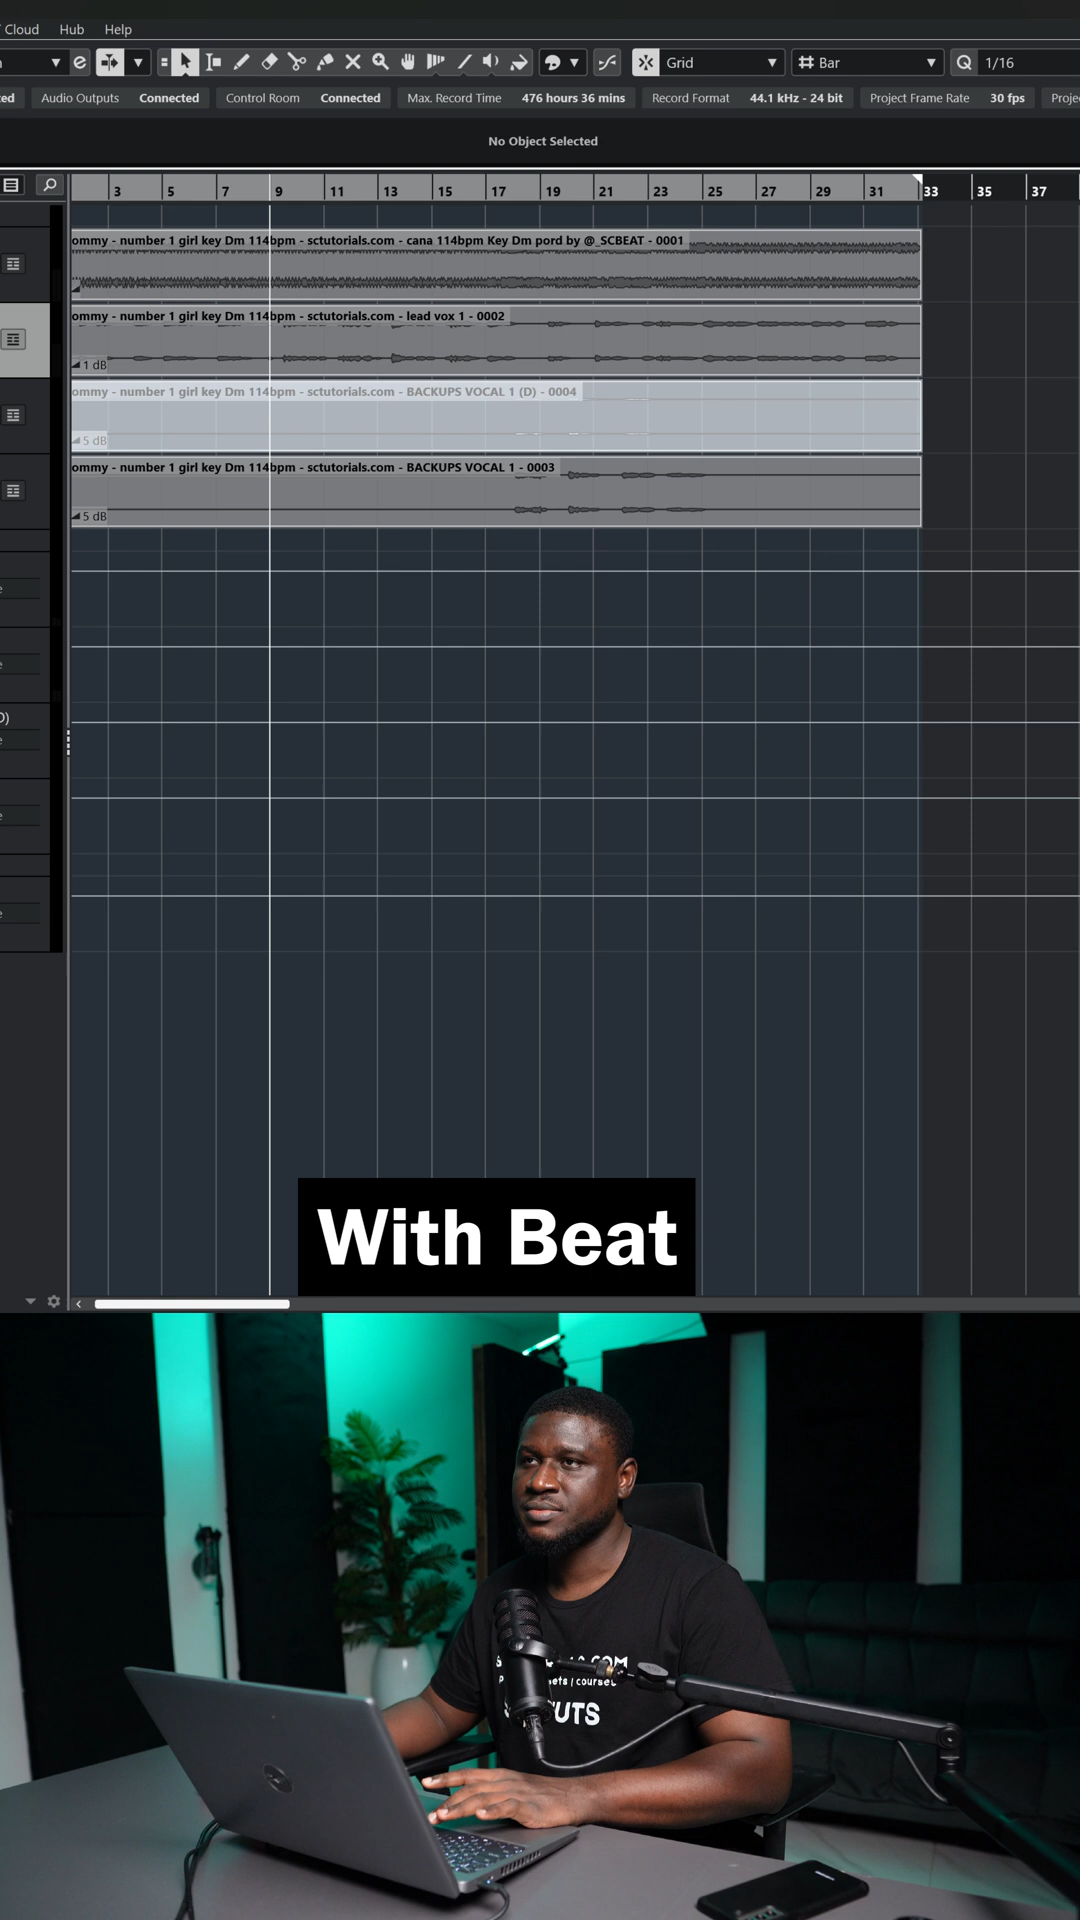 Cloud Hub Help
Grid Bar 1/16
Audio Outputs Connected Control Room Connected Max. Record Time 476 hours 36 mins Record Format 44.1 kHz - 24 bit Project Frame Rate 30 fps
No Object Selected
3 5 7 9 11 13 15 17 19 21 23 25 27 29 31 33 35 37
ommy - number 1 girl key Dm 114bpm - sctutorials.com - cana 114bpm Key Dm pord by @_SCBEAT - 0001
ommy - number 1 girl key Dm 114bpm - sctutorials.com - lead vox 1 - 0002
1 dB
ommy - number 1 girl key Dm 114bpm - sctutorials.com - BACKUPS VOCAL 1 (D) - 0004
5 dB
ommy - number 1 girl key Dm 114bpm - sctutorials.com - BACKUPS VOCAL 1 - 0003
5 dB
With Beat